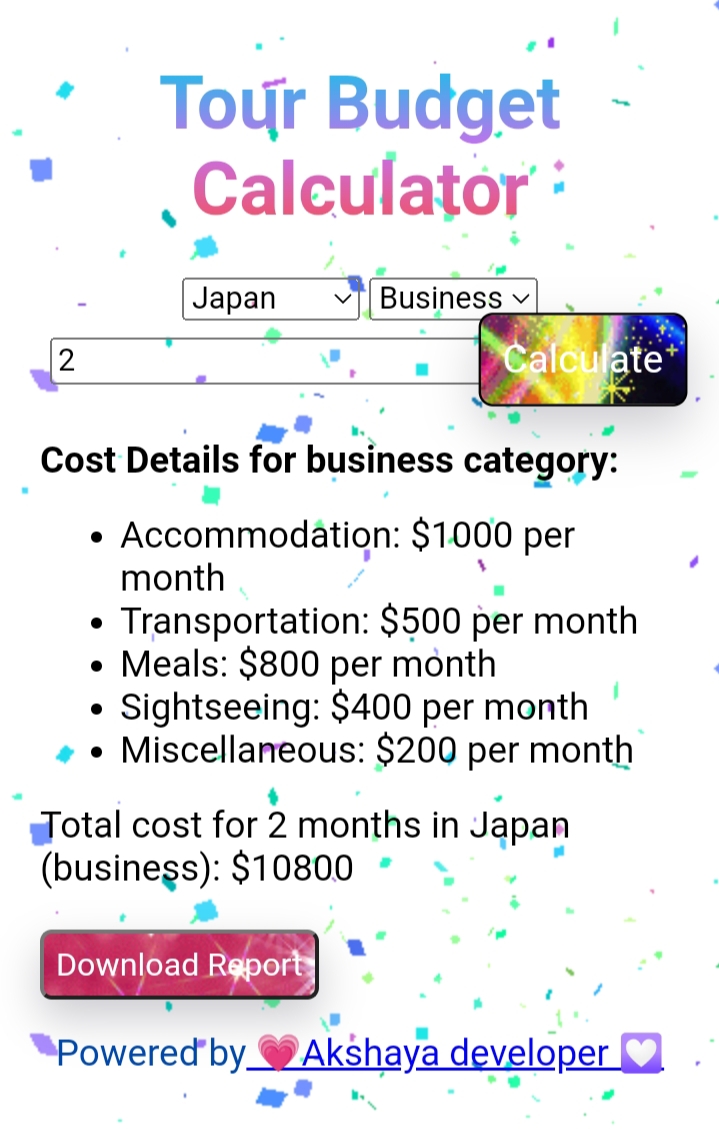 Tour Budget
Calculator
Japan Business
2 Calculate
Cost Details for business category:
• Accommodation: $1000 per
month
• Transportation: $500 per month
• Meals: $800 per month
• Sightseeing: $400 per month
• Miscellaneous: $200 per month
Total cost for 2 months in Japan
(business): $10800
Download Report
Powered by 💗Akshaya developer 💟